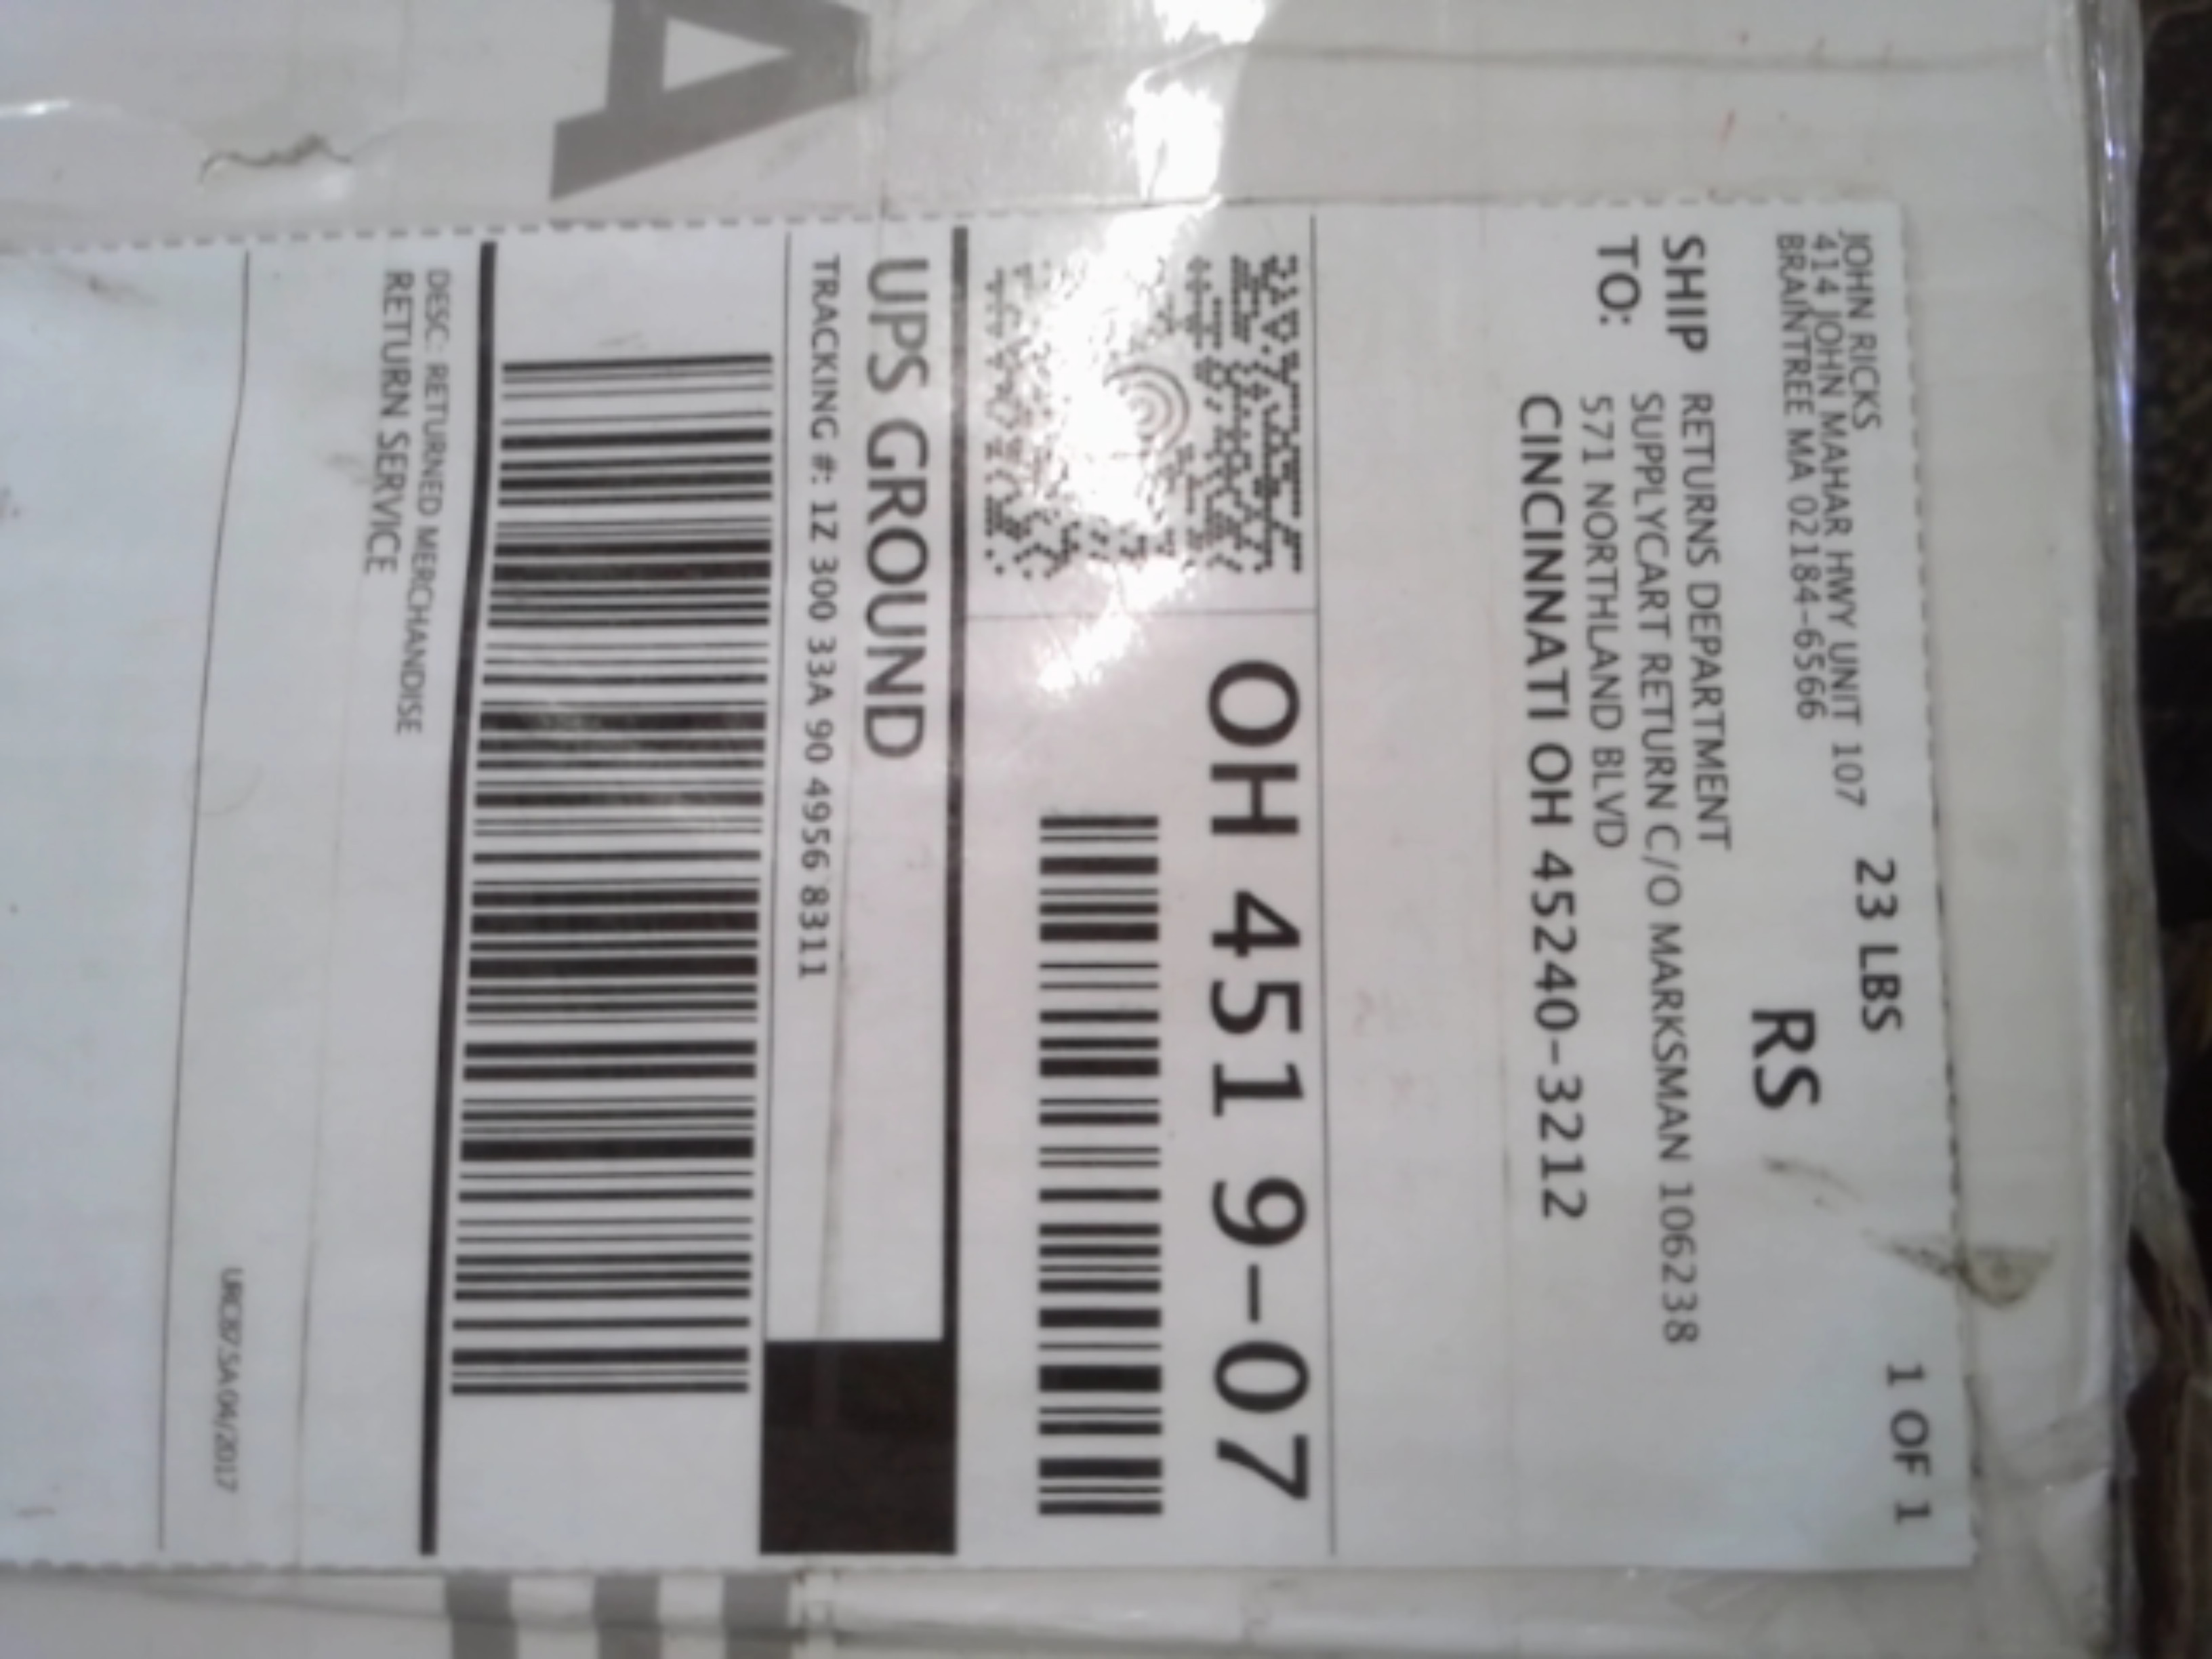 JOHN RICKS
414 JOHN MAHAR HWY UNIT 107
BRAINTREE MA 02184-6566
23 LBS
1 OF 1
RS
SHIP
TO:
RETURNS DEPARTMENT
SUPPLYCART RETURN C/O MARKSMAN 106238
571 NORTHLAND BLVD
CINCINNATI OH 45240-3212
OH 451 9-07
UPS GROUND
TRACKING #: 1Z 300 33A 90 4956 8311
DESC: RETURNED MERCHANDISE
RETURN SERVICE
A